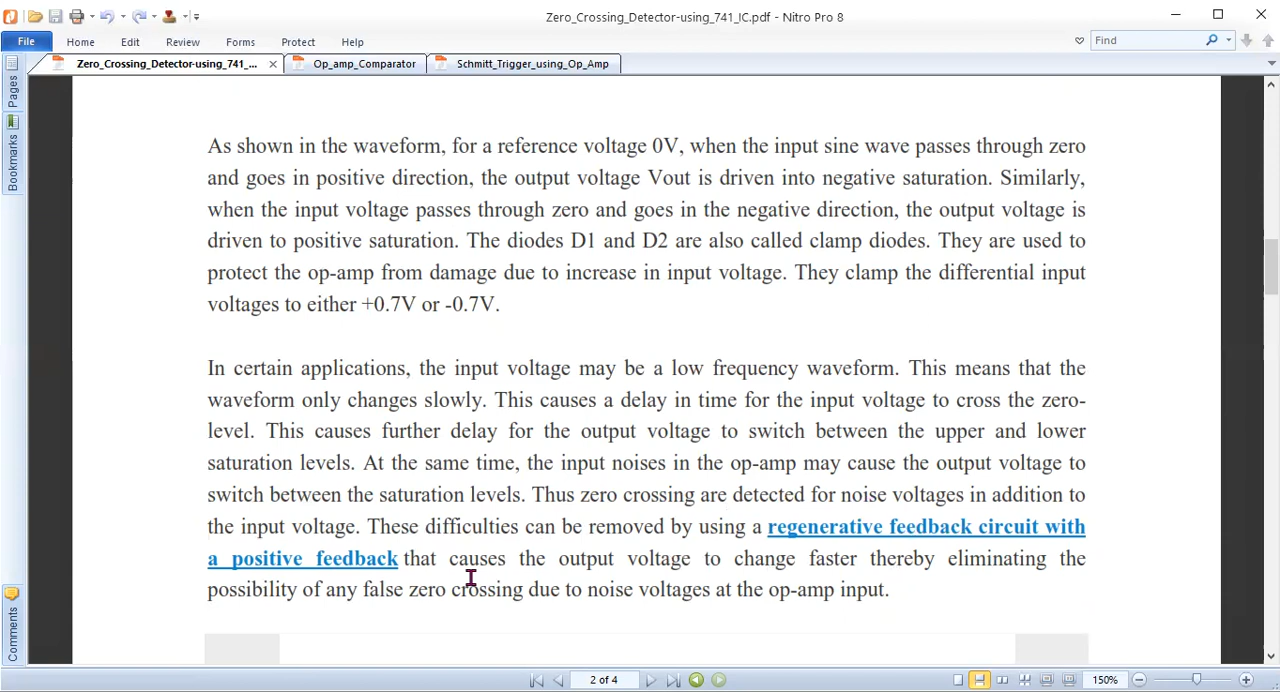 Zero_Crossing_Detector-using_741_IC.pdf - Nitro Pro 8
File Home Edit Review Forms Protect Help Find
Zero_Crossing_Detector-using_741_... Op_amp_Comparator Schmitt_Trigger_using_Op_Amp
Pages
Bookmarks
As shown in the waveform, for a reference voltage 0V, when the input sine wave passes through zero
and goes in positive direction, the output voltage Vout is driven into negative saturation. Similarly,
when the input voltage passes through zero and goes in the negative direction, the output voltage is
driven to positive saturation. The diodes D1 and D2 are also called clamp diodes. They are used to
protect the op-amp from damage due to increase in input voltage. They clamp the differential input
voltages to either +0.7V or -0.7V.
In certain applications, the input voltage may be a low frequency waveform. This means that the
waveform only changes slowly. This causes a delay in time for the input voltage to cross the zero-
level. This causes further delay for the output voltage to switch between the upper and lower
saturation levels. At the same time, the input noises in the op-amp may cause the output voltage to
switch between the saturation levels. Thus zero crossing are detected for noise voltages in addition to
the input voltage. These difficulties can be removed by using a regenerative feedback circuit with
a positive feedback that causes the output voltage to change faster thereby eliminating the
possibility of any false zero crossing due to noise voltages at the op-amp input.
Comments
2 of 4
150%